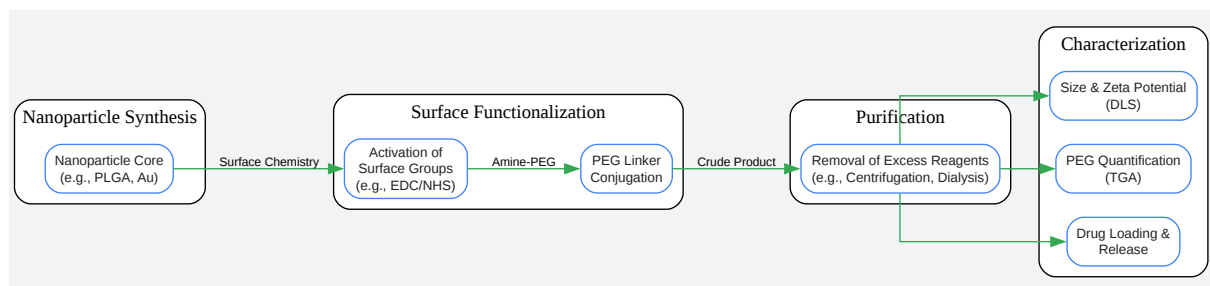 Nanoparticle Synthesis
Nanoparticle Core
(e.g., PLGA, Au)
Surface Chemistry
Surface Functionalization
Activation of
Surface Groups
(e.g., EDC/NHS)
Amine-PEG
PEG Linker
Conjugation
Crude Product
Purification
Removal of Excess Reagents
(e.g., Centrifugation, Dialysis)
Characterization
Size & Zeta Potential
(DLS)
PEG Quantification
(TGA)
Drug Loading &
Release